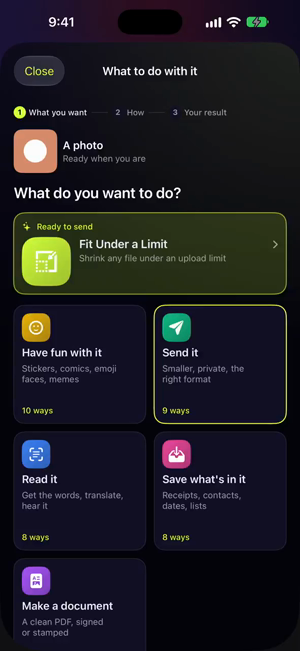 9:41
Close
What to do with it
1 What you want
2 How
3 Your result
A photo
Ready when you are
What do you want to do?
Ready to send
Fit Under a Limit
Shrink any file under an upload limit
Have fun with it
Stickers, comics, emoji
faces, memes
10 ways
Send it
Smaller, private, the
right format
9 ways
Read it
Get the words, translate,
hear it
8 ways
Save what's in it
Receipts, contacts,
dates, lists
8 ways
Make a document
A clean PDF, signed
or stamped